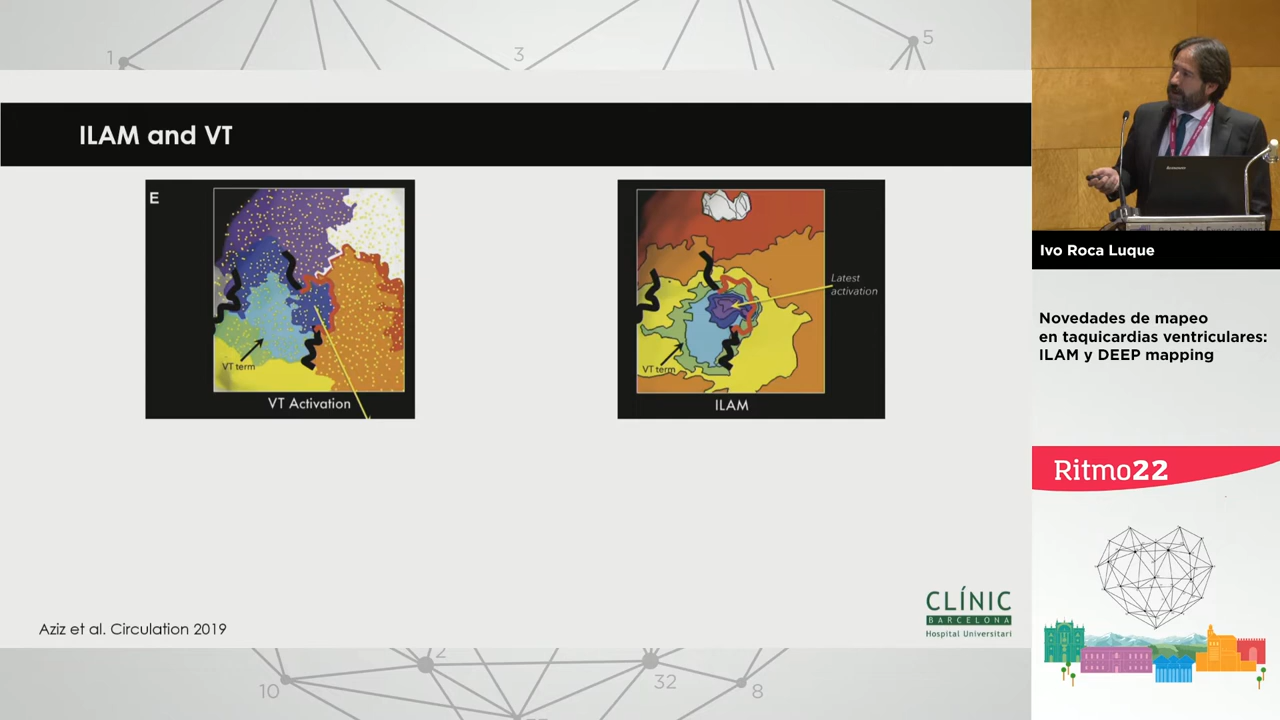 1
3
5
ILAM and VT
E
VT term
VT Activation
Latest
activation
VT term
ILAM
CLÍNIC
BARCELONA
Hospital Universitari
Aziz et al. Circulation 2019
2
10
32
8
Ivo Roca Luque
Novedades de mapeo
en taquicardias ventriculares:
ILAM y DEEP mapping
Ritmo22